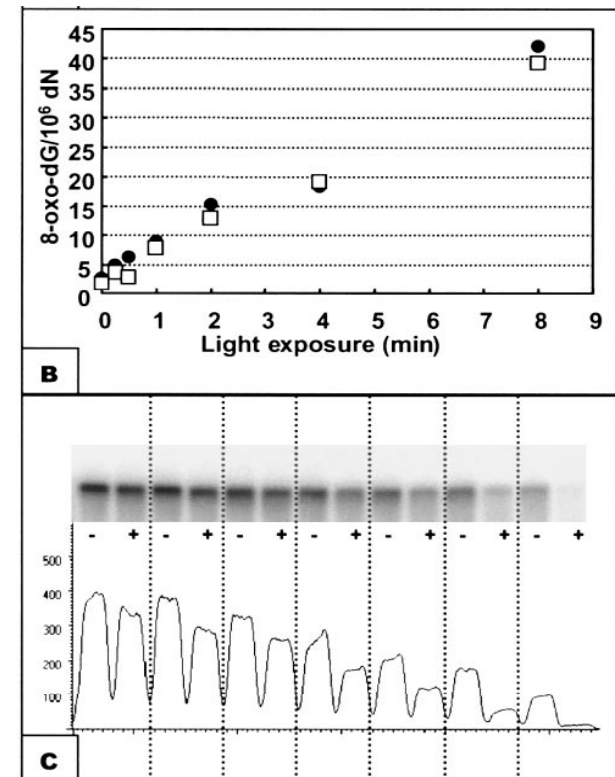 45
40
35
30
25
20
15
10
5
0
8-oxo-dG/10⁶ dN
0 1 2 3 4 5 6 7 8 9
Light exposure (min)
B
- + - + - + - + - + - + - +
500
400
300
200
100
C